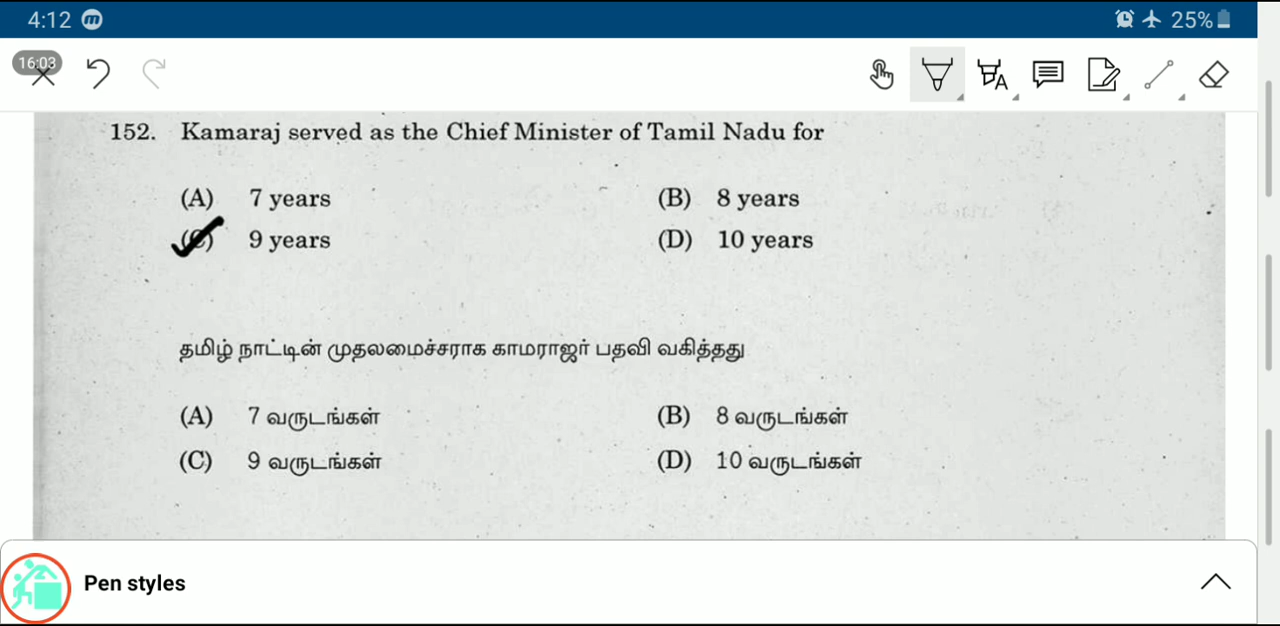 4:12 m 25%
16:03
A
152. Kamaraj served as the Chief Minister of Tamil Nadu for
(A) 7 years (B) 8 years
(C) 9 years (D) 10 years
தமிழ் நாட்டின் முதலமைச்சராக காமராஜர் பதவி வகித்தது
(A) 7 வருடங்கள் (B) 8 வருடங்கள்
(C) 9 வருடங்கள் (D) 10 வருடங்கள்
Pen styles